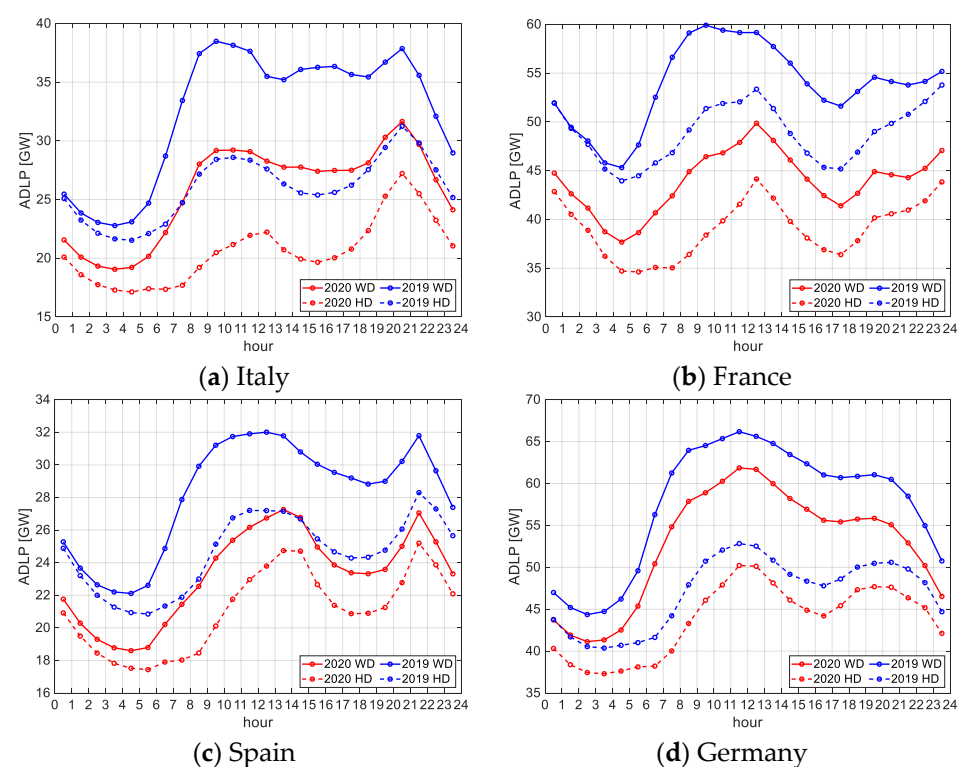 40
35
30
25
20
15
ADLP [GW]
0 1 2 3 4 5 6 7 8 9 10 11 12 13 14 15 16 17 18 19 20 21 22 23 24
hour
2020 WD 2019 WD
2020 HD 2019 HD
(a) Italy
60
55
50
45
40
35
30
ADLP [GW]
0 1 2 3 4 5 6 7 8 9 10 11 12 13 14 15 16 17 18 19 20 21 22 23 24
hour
2020 WD 2019 WD
2020 HD 2019 HD
(b) France
34
32
30
28
26
24
22
20
18
16
ADLP [GW]
0 1 2 3 4 5 6 7 8 9 10 11 12 13 14 15 16 17 18 19 20 21 22 23 24
hour
2020 WD 2019 WD
2020 HD 2019 HD
(c) Spain
70
65
60
55
50
45
40
35
ADLP [GW]
0 1 2 3 4 5 6 7 8 9 10 11 12 13 14 15 16 17 18 19 20 21 22 23 24
hour
2020 WD 2019 WD
2020 HD 2019 HD
(d) Germany